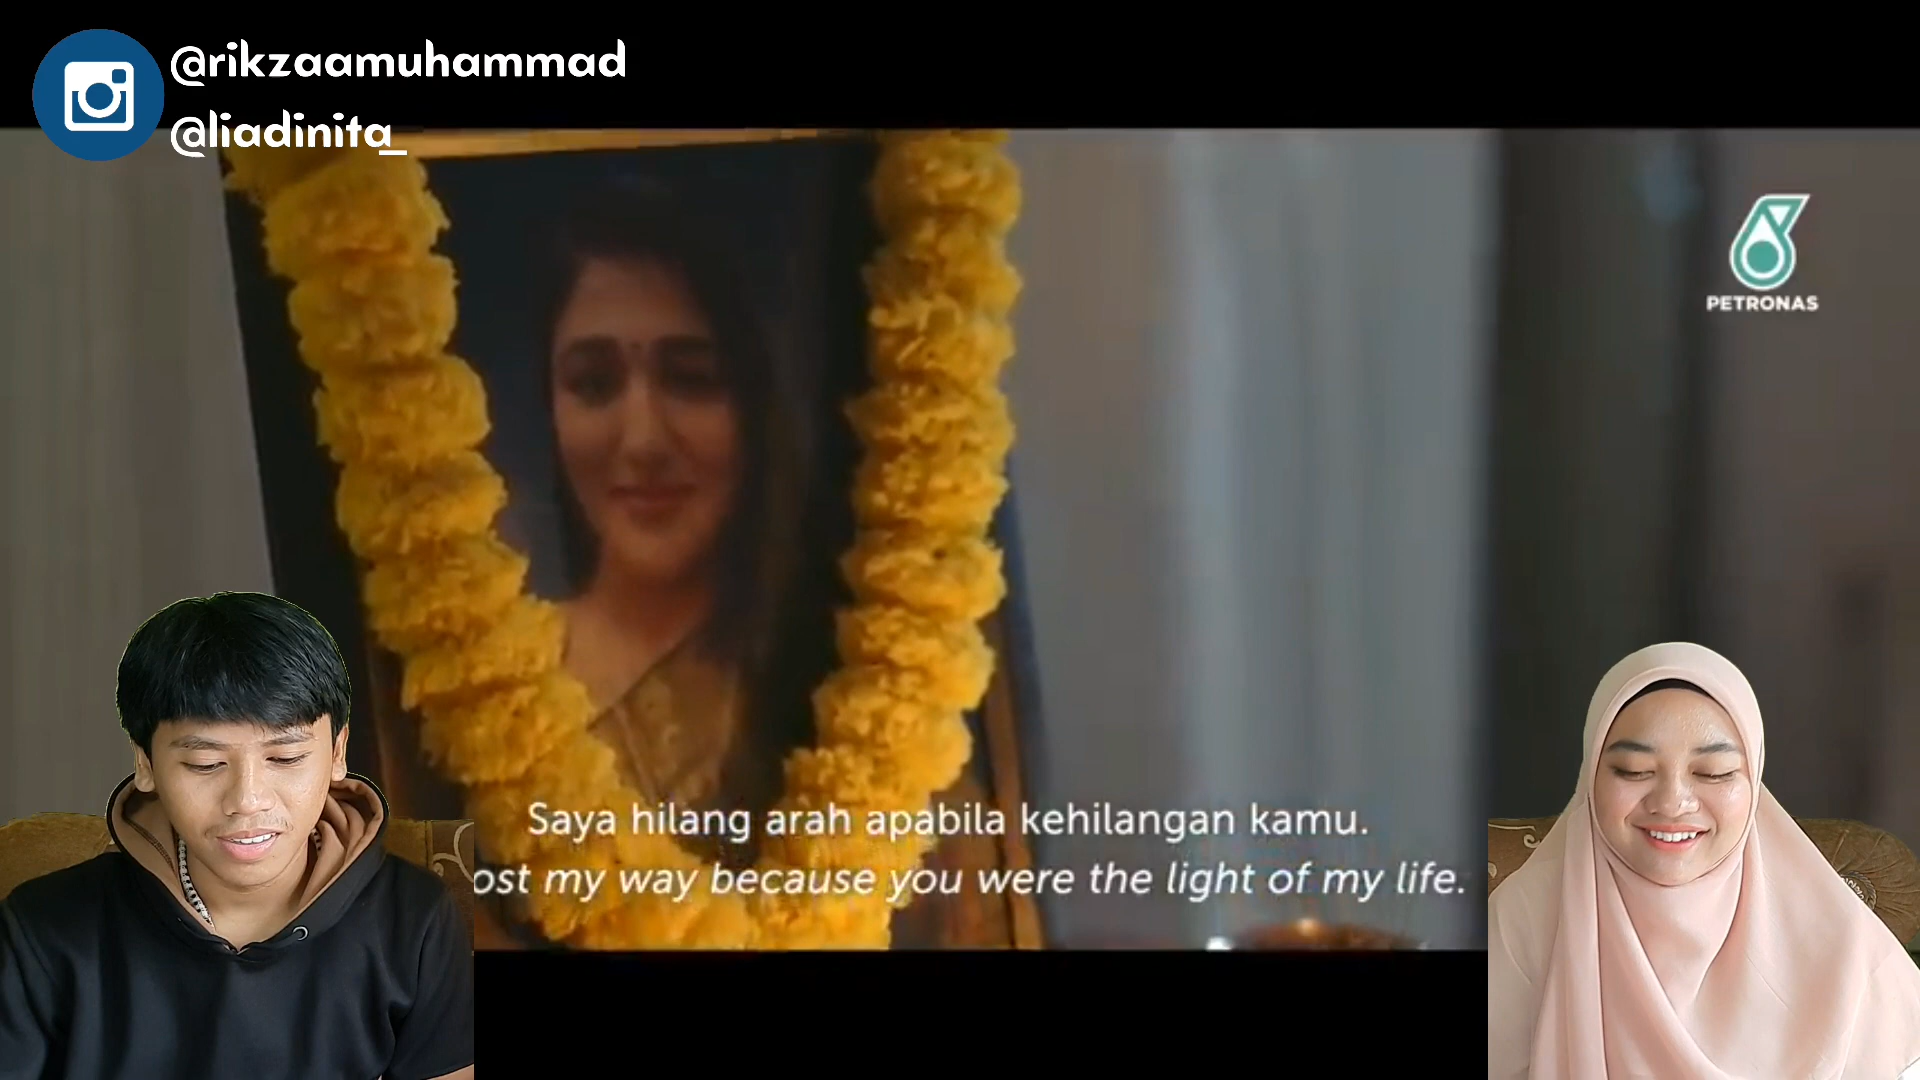 @rikzaamuhammad
@liadinita_
PETRONAS
Saya hilang arah apabila kehilangan kamu.
ost my way because you were the light of my life.